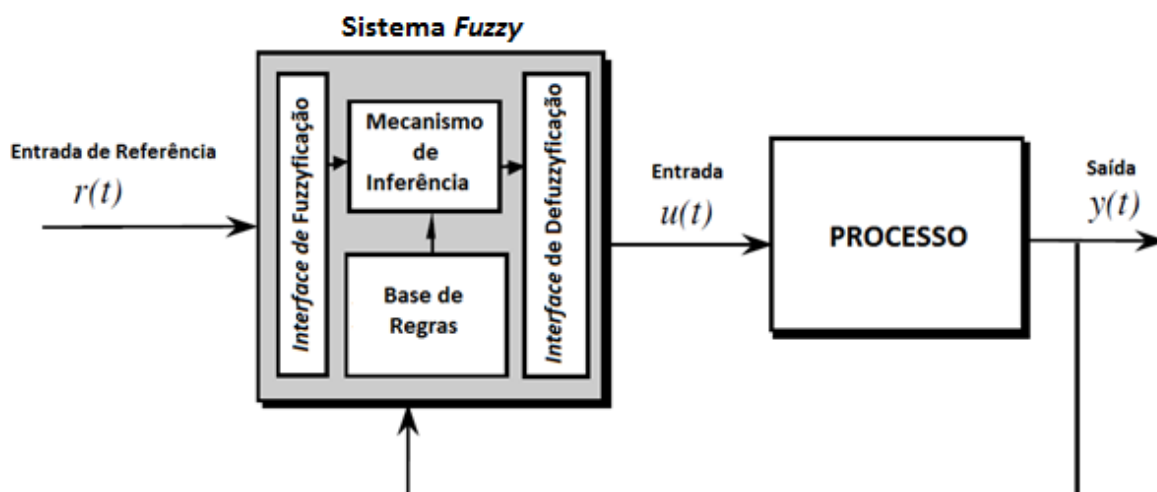 Sistema Fuzzy
Entrada de Referência
r(t)
Interface de Fuzzyficação
Mecanismo
de
Inferência
Base de
Regras
Interface de Defuzzyficação
Entrada
u(t)
PROCESSO
Saída
y(t)